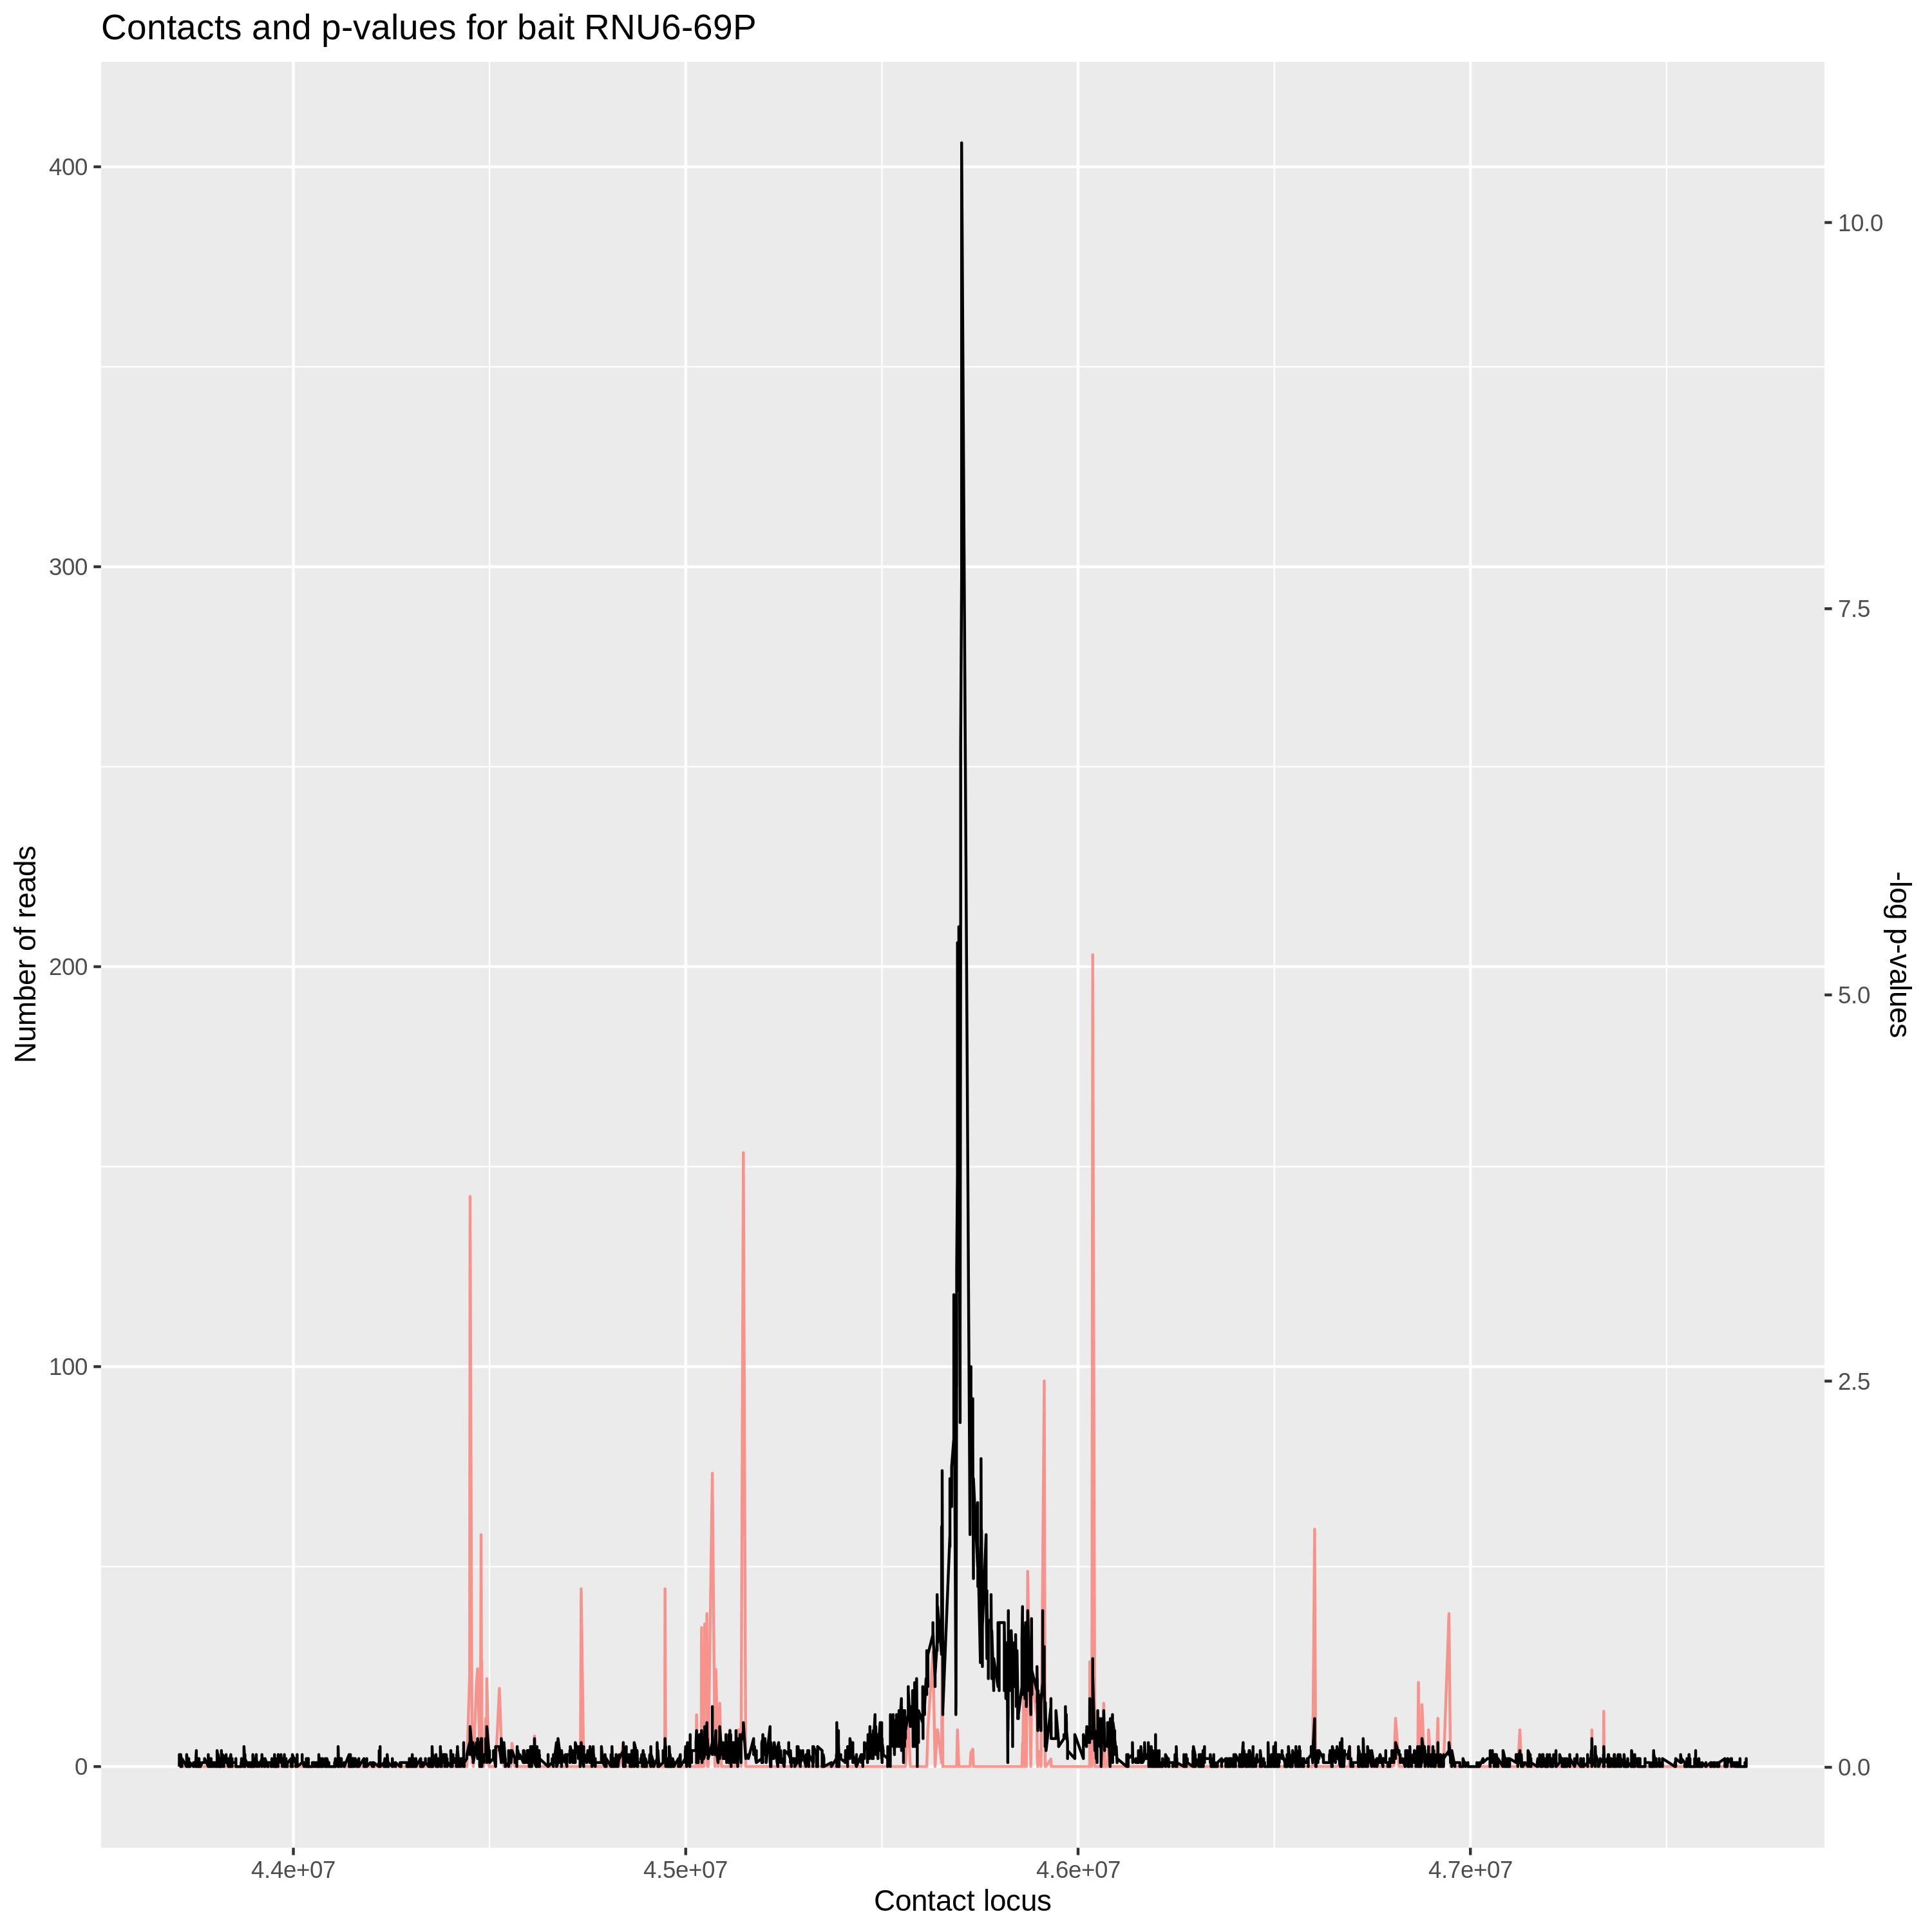 Contacts and p-values for bait RNU6-69P
400
300
200
100
0
10.0
7.5
5.0
2.5
0.0
Number of reads
-log p-values
4.4e+07
4.5e+07
4.6e+07
4.7e+07
Contact locus